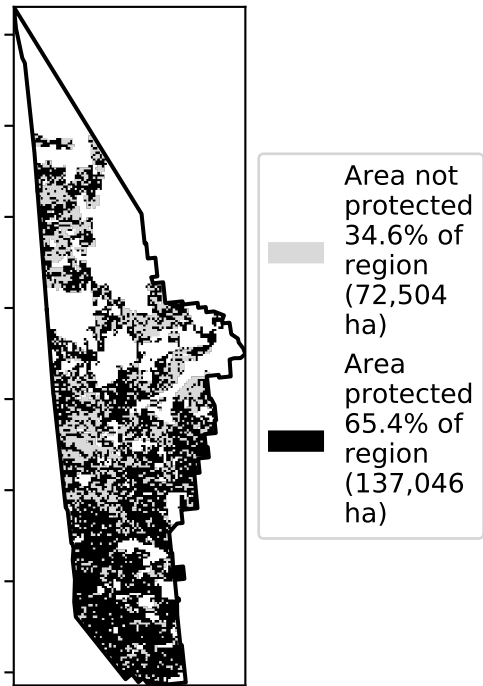 Area not
protected
34.6% of
region
(72,504
ha)
Area
protected
65.4% of
region
(137,046
ha)